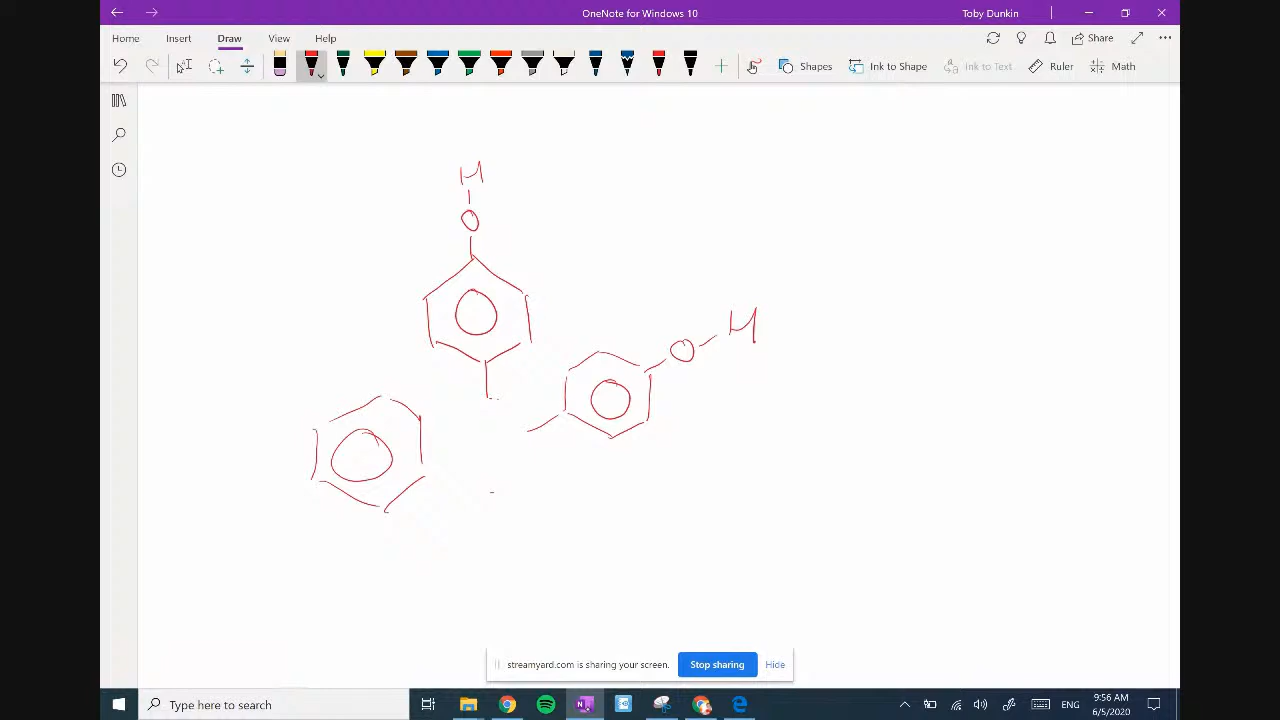 OneNote for Windows 10
Toby Dunkin
Home Insert Draw View Help
Share
Shapes Ink to Shape Ink to Text Ruler Math
H
O
O H
streamyard.com is sharing your screen. Stop sharing Hide
Type here to search
ENG
9:56 AM
6/5/2020